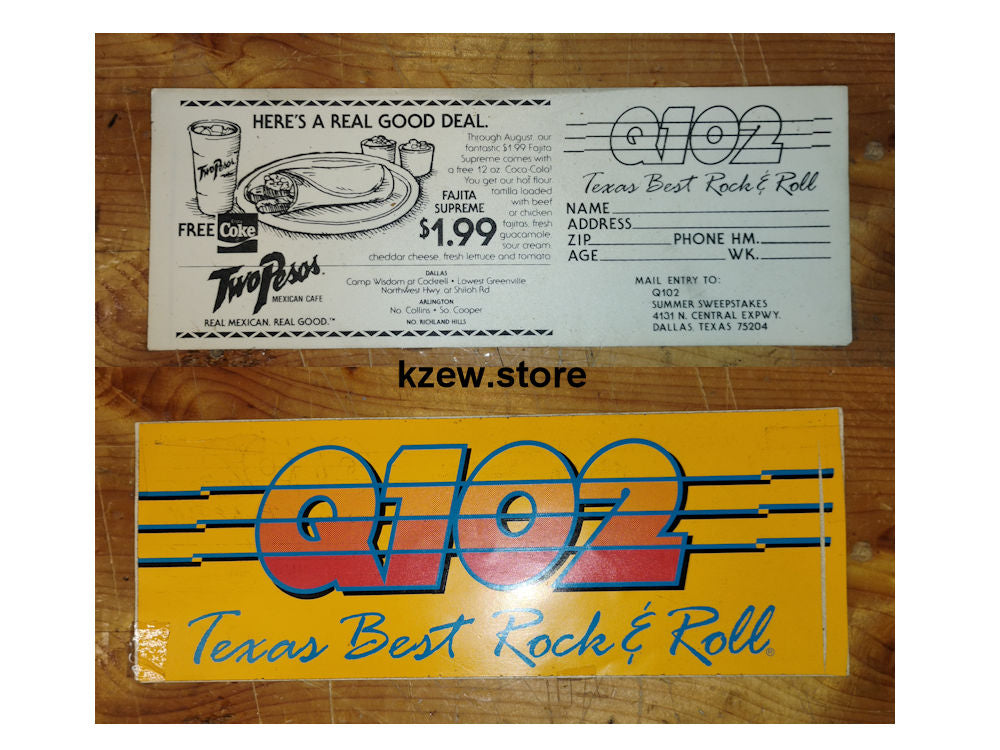 HERE'S A REAL GOOD DEAL.
Through August, our
fantastic $1.99 Fajita
Supreme comes with
a free 12 oz. Coca-Cola!
You get our hot flour
tortilla loaded
with beef
or chicken
fajitas, fresh
guacamole,
sour cream,
cheddar cheese, fresh lettuce and tomato
Two Pesos
FAJITA
SUPREME
$1.99
FREE Enjoy Coke
Two Pesos
MEXICAN CAFE
REAL MEXICAN. REAL GOOD.™
DALLAS
Camp Wisdom at Cockrell • Lowest Greenville
Northwest Hwy. at Shiloh Rd
ARLINGTON
No. Collins • So. Cooper
NO. RICHLAND HILLS
Q102
Texas Best Rock & Roll
NAME
ADDRESS
ZIP PHONE HM.
AGE WK.
MAIL ENTRY TO:
Q102
SUMMER SWEEPSTAKES
4131 N. CENTRAL EXPWY.
DALLAS, TEXAS 75204
kzew.store
Q102
Texas Best Rock & Roll®